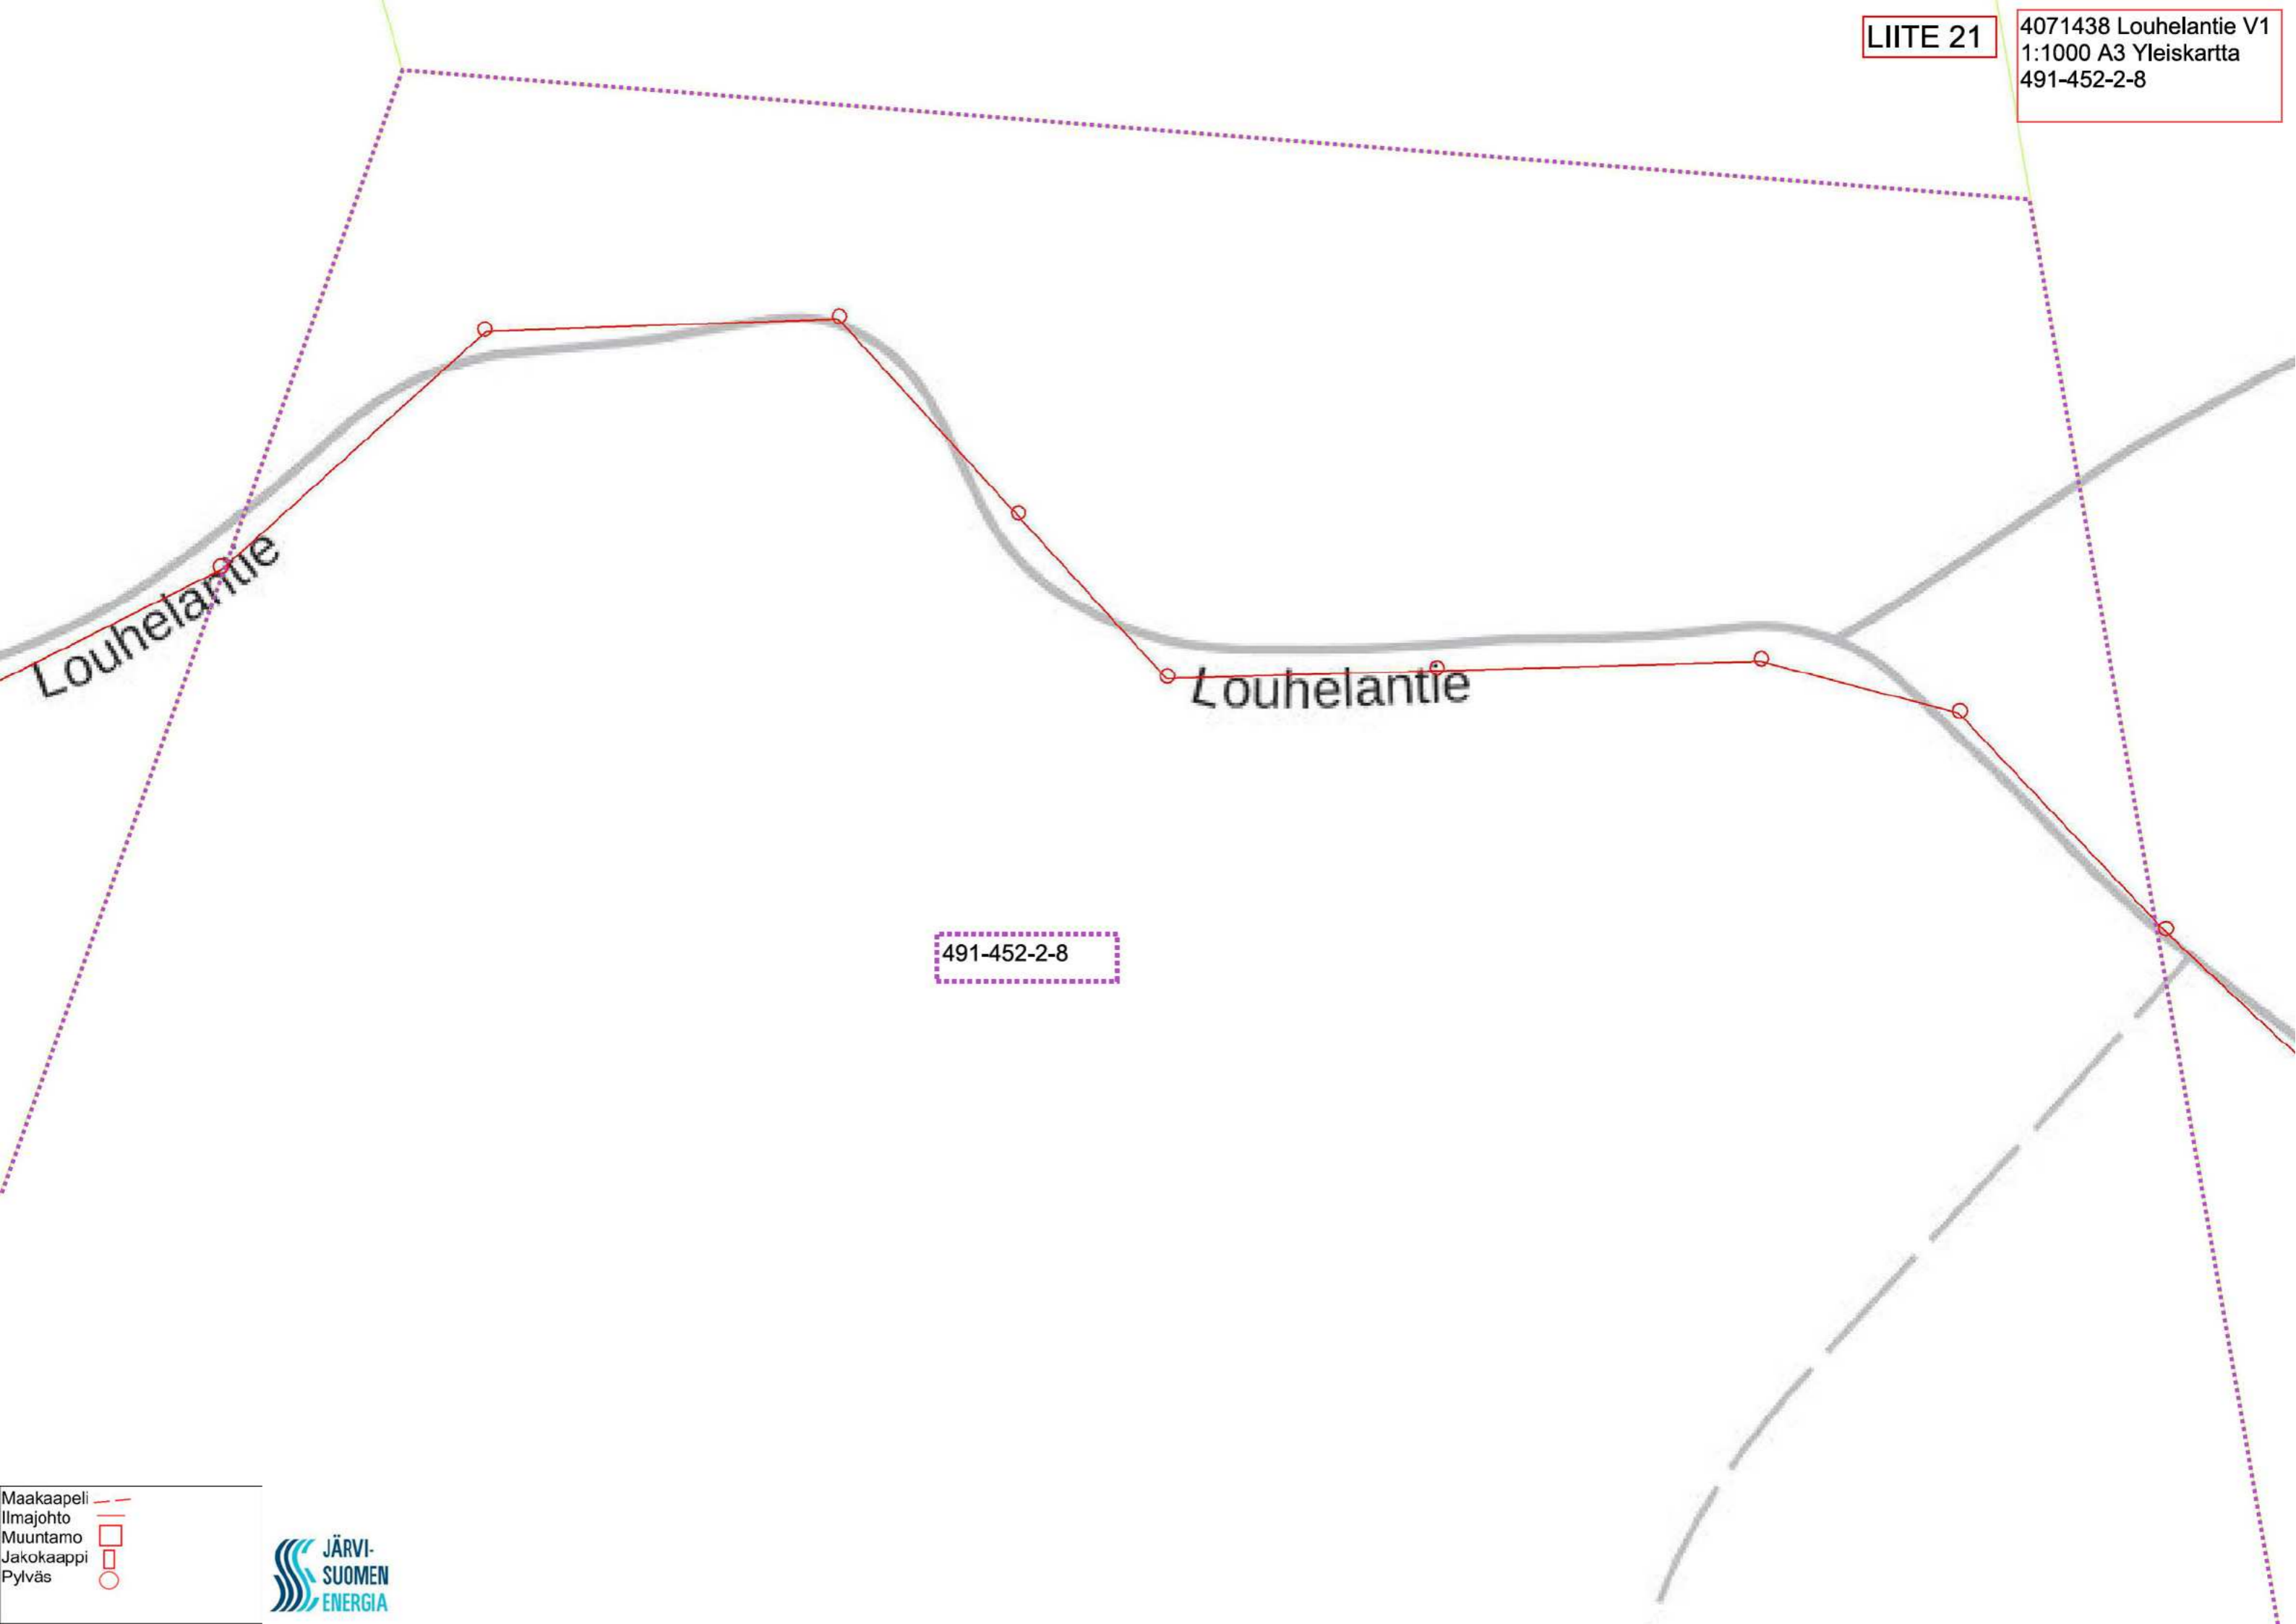 LIITE 21
4071438 Louhelantie V1
1:1000 A3 Yleiskartta
491-452-2-8
Louhelantie
Louhelantie
491-452-2-8
Maakaapeli
Ilmajohto
Muuntamo
Jakokaappi
Pylväs
JÄRVI-
SUOMEN
ENERGIA